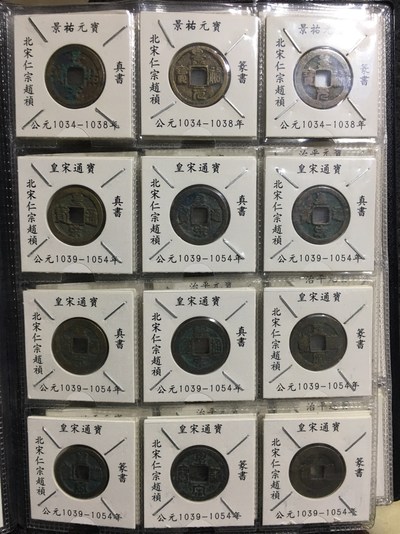 景祐元寶
北宋仁宗趙禎
真書
公元1034-1038年
景祐元寶
北宋仁宗趙禎
篆書
公元1034-1038年
景祐元寶
北宋仁宗趙禎
篆書
公元1034-1038年
皇宋通寶
北宋仁宗趙禎
真書
公元1039-1054年
皇宋通寶
北宋仁宗趙禎
真書
公元1039-1054年
皇宋通寶
北宋仁宗趙禎
真書
公元1039-1054年
皇宋通寶
北宋仁宗趙禎
真書
公元1039-1054年
皇宋通寶
北宋仁宗趙禎
真書
公元1039-1054年
皇宋通寶
北宋仁宗趙禎
篆書
公元1039-1054年
皇宋通寶
北宋仁宗趙禎
篆書
公元1039-1054年
皇宋通寶
北宋仁宗趙禎
篆書
公元1039-1054年
皇宋通寶
北宋仁宗趙禎
篆書
公元1039-1054年